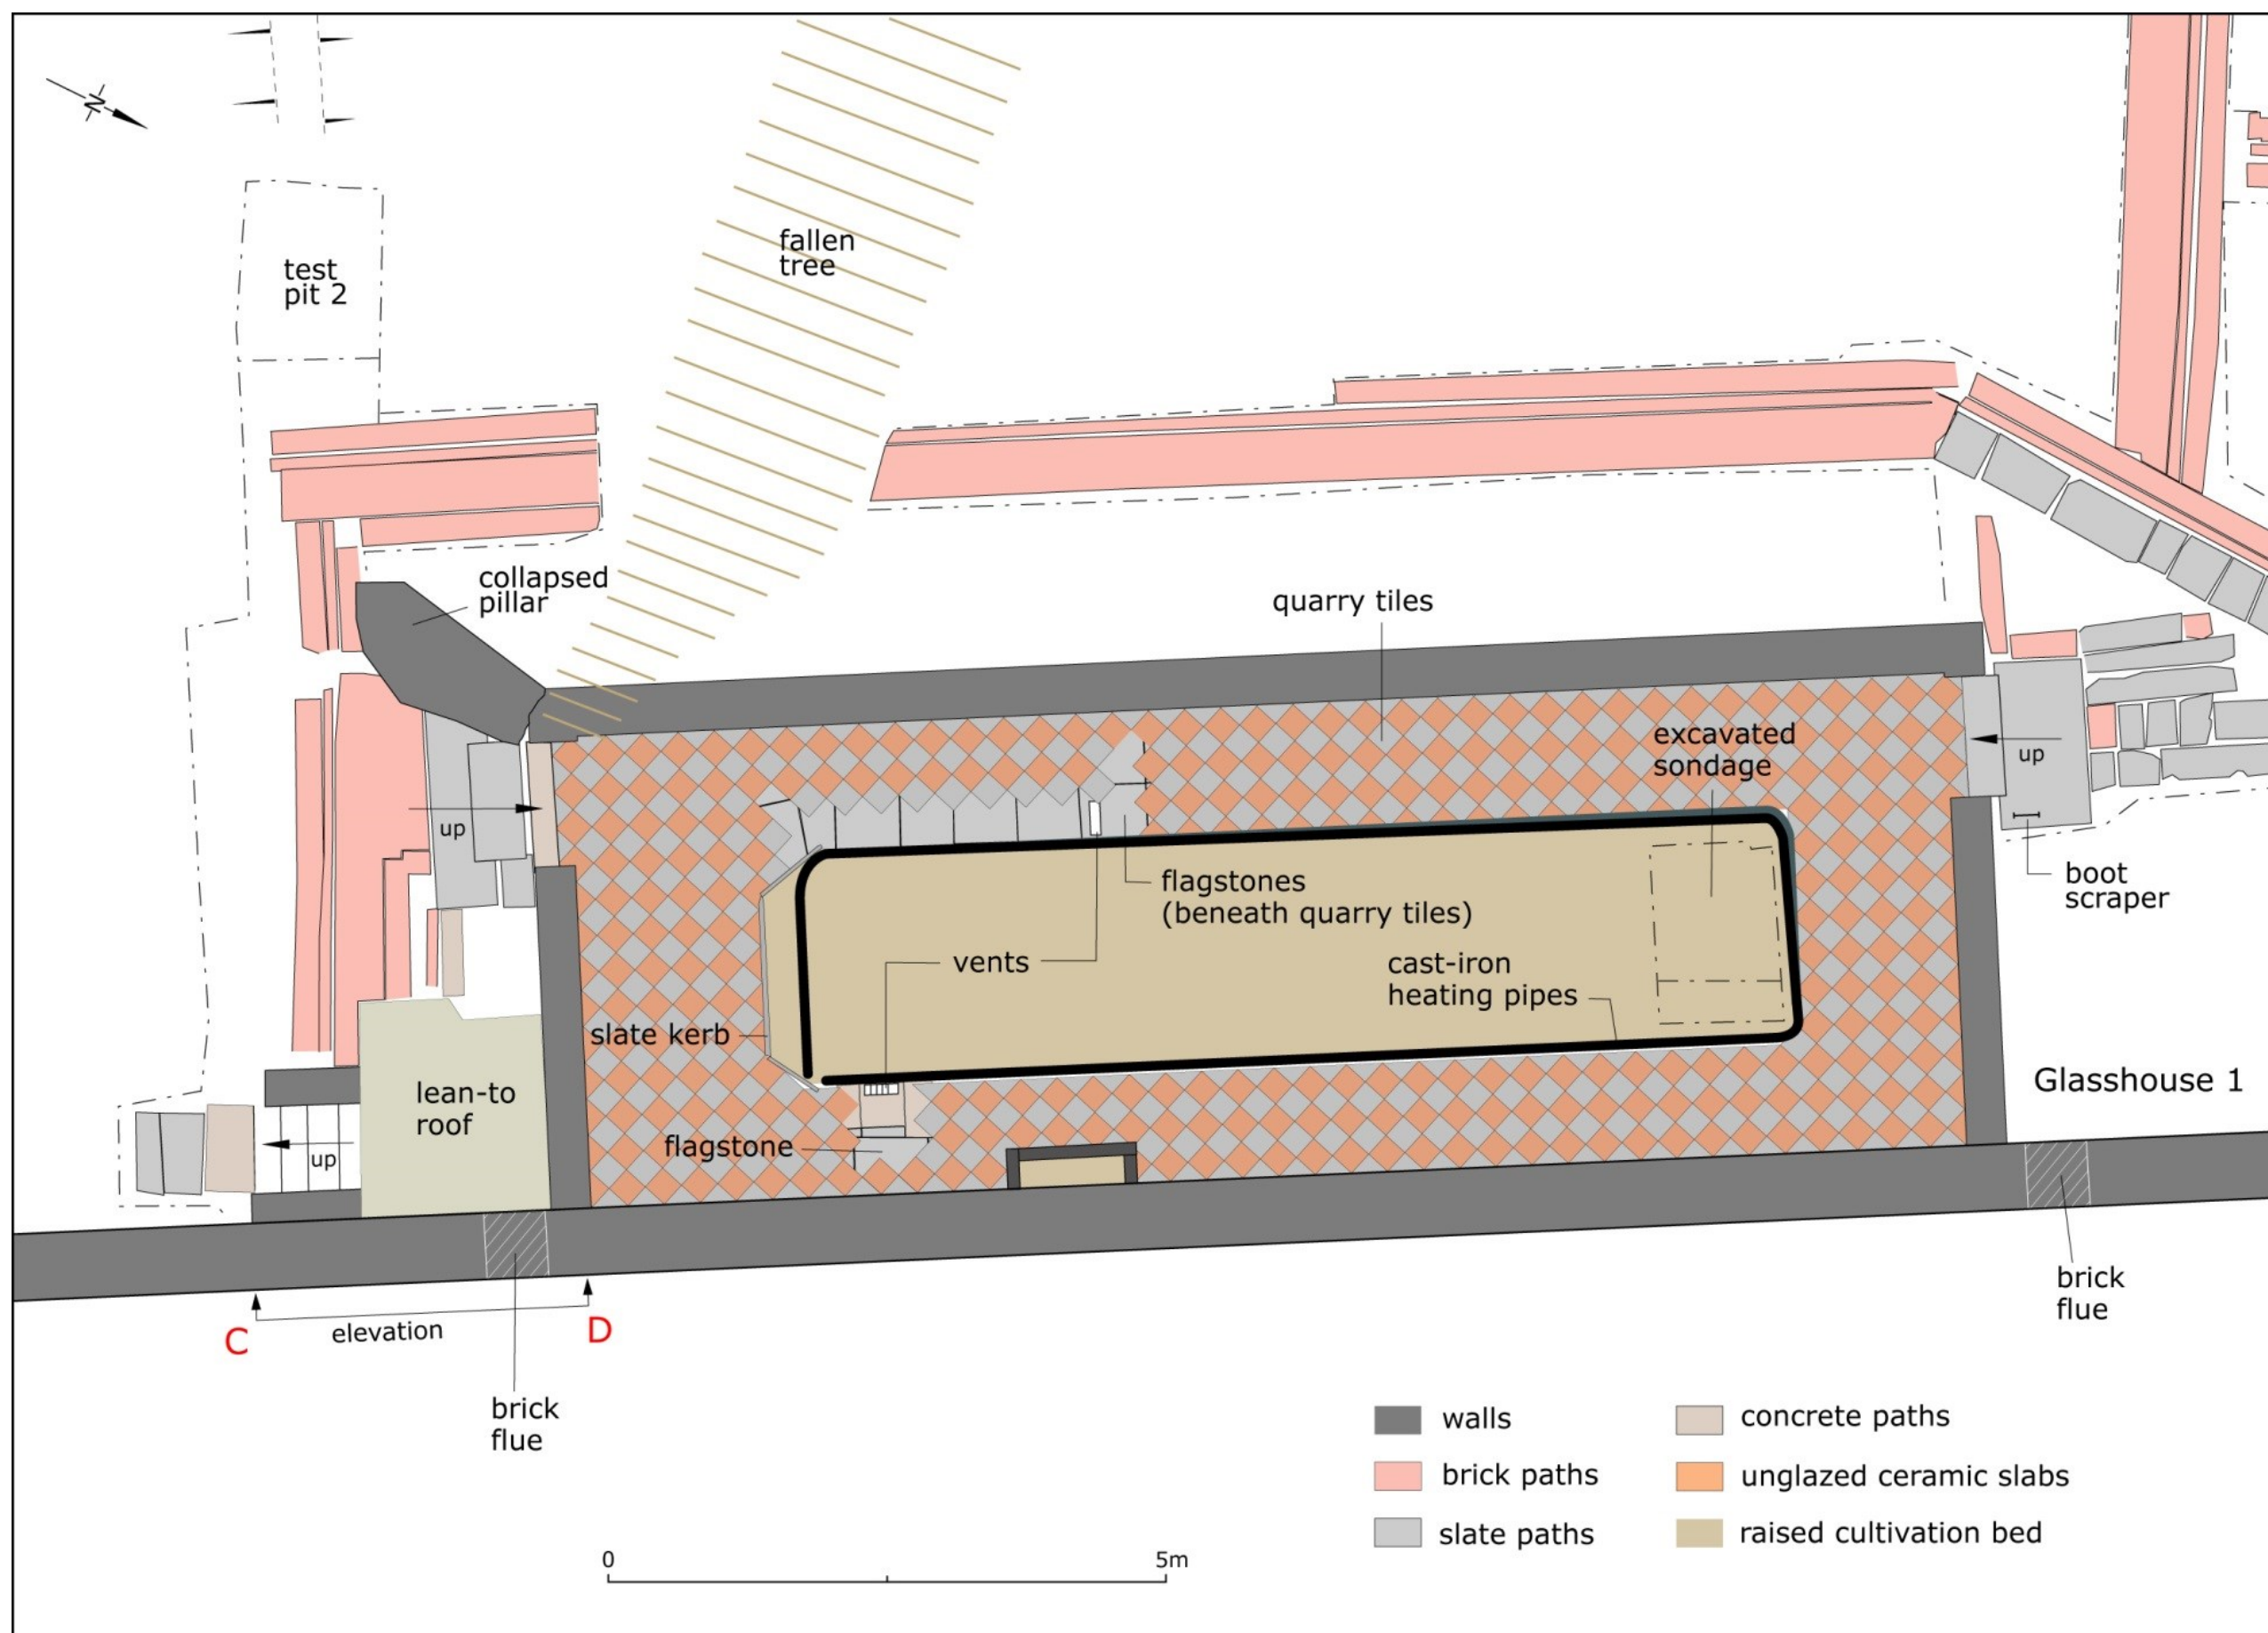 N
fallen
tree
test
pit 2
collapsed
pillar
quarry tiles
excavated
sondage
up
up
boot
scraper
flagstones
(beneath quarry tiles)
vents
cast-iron
heating pipes
slate kerb
lean-to
roof
Glasshouse 1
flagstone
up
brick
flue
C
elevation
D
brick
flue
walls
concrete paths
brick paths
unglazed ceramic slabs
slate paths
raised cultivation bed
0
5m